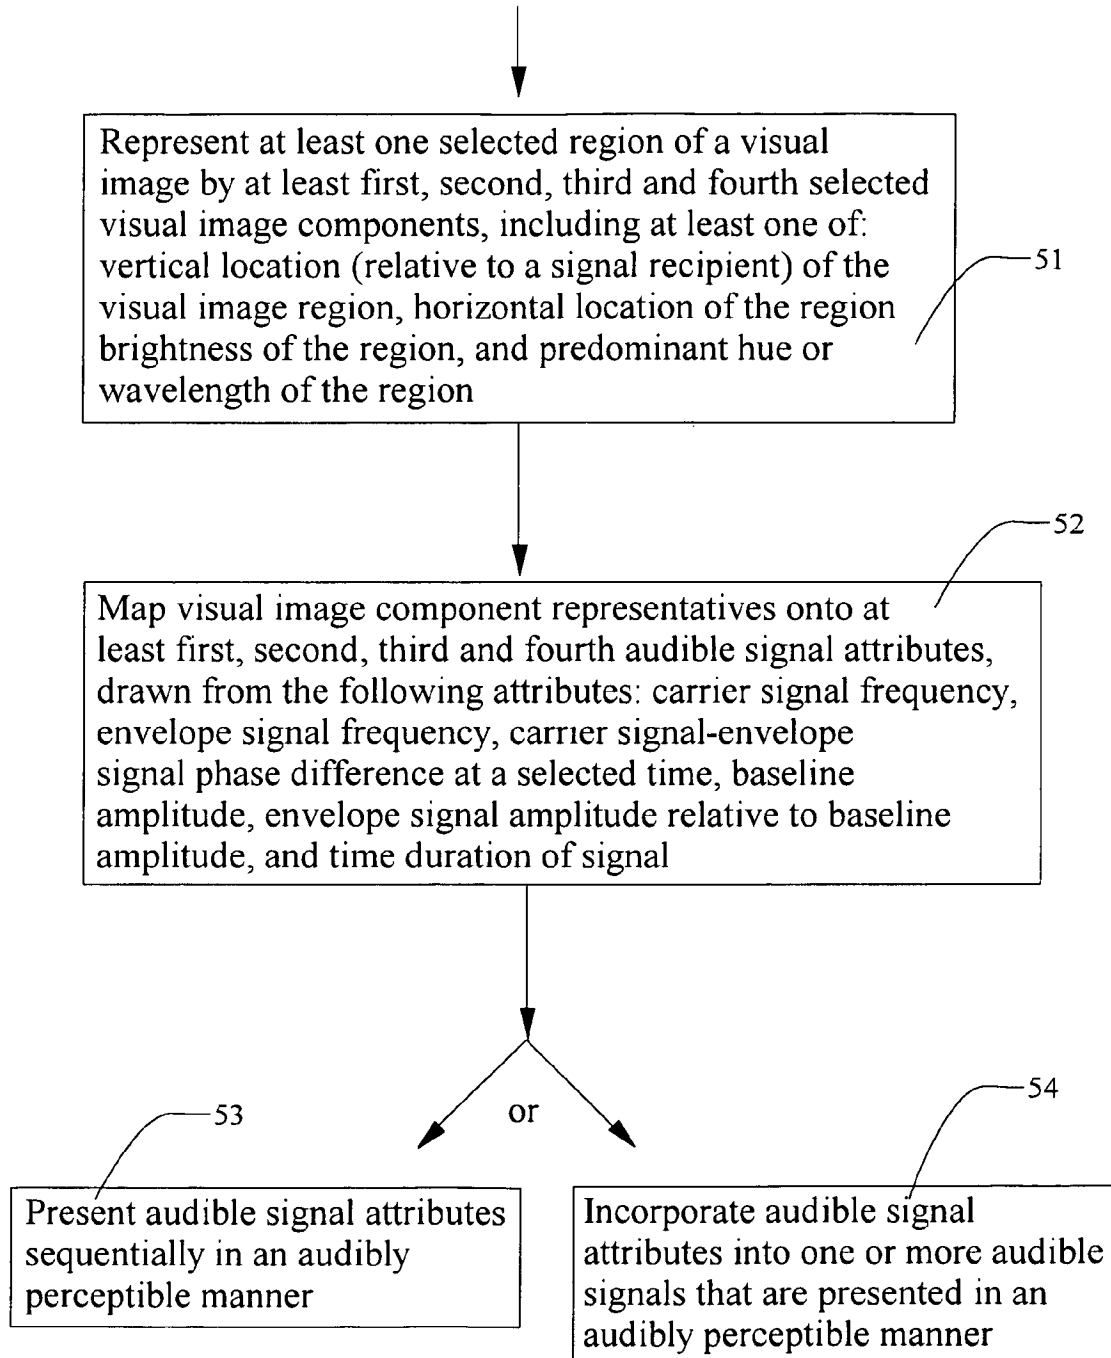 Represent at least one selected region of a visual
image by at least first, second, third and fourth selected
visual image components, including at least one of:
vertical location (relative to a signal recipient) of the
visual image region, horizontal location of the region
brightness of the region, and predominant hue or
wavelength of the region
51
52
Map visual image component representatives onto at
least first, second, third and fourth audible signal attributes,
drawn from the following attributes: carrier signal frequency,
envelope signal frequency, carrier signal-envelope
signal phase difference at a selected time, baseline
amplitude, envelope signal amplitude relative to baseline
amplitude, and time duration of signal
or
53
Present audible signal attributes
sequentially in an audibly
perceptible manner
54
Incorporate audible signal
attributes into one or more audible
signals that are presented in an
audibly perceptible manner